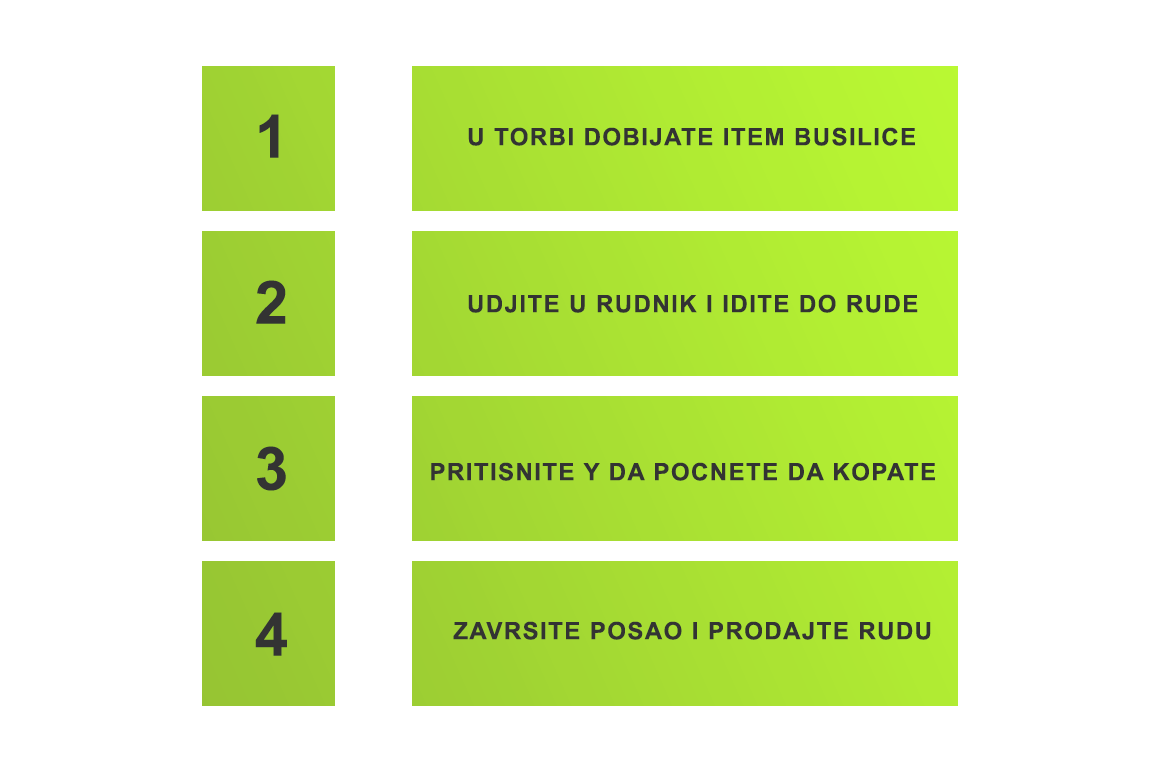 1
U TORBI DOBIJATE ITEM BUSILICE
2
UDJITE U RUDNIK I IDITE DO RUDE
3
PRITISNITE Y DA POCNETE DA KOPATE
4
ZAVRSITE POSAO I PRODAJTE RUDU